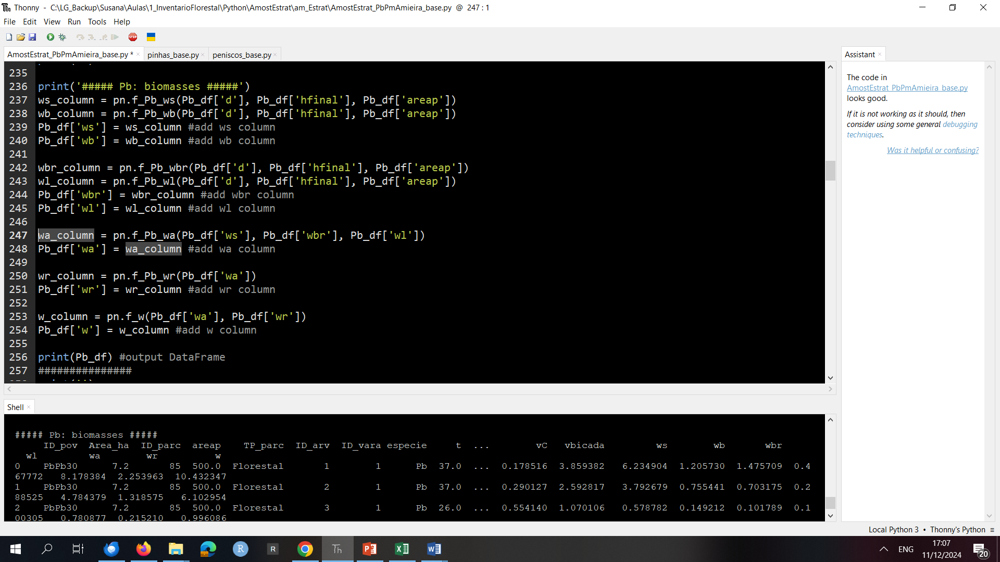 Thonny - C:\LG_Backup\Susana\Aulas\1_InventarioFlorestal\Python\AmostEstrat\am_Estrat\AmostEstrat_PbPmAmieira_base.py @ 247 : 1
File Edit View Run Tools Help
STOP
AmostEstrat_PbPmAmieira_base.py * × pinhas_base.py × peniscos_base.py ×
235
236 print('##### Pb: biomasses #####')
237 ws_column = pn.f_Pb_ws(Pb_df['d'], Pb_df['hfinal'], Pb_df['areap'])
238 wb_column = pn.f_Pb_wb(Pb_df['d'], Pb_df['hfinal'], Pb_df['areap'])
239 Pb_df['ws'] = ws_column #add ws column
240 Pb_df['wb'] = wb_column #add wb column
241
242 wbr_column = pn.f_Pb_wbr(Pb_df['d'], Pb_df['hfinal'], Pb_df['areap'])
243 wl_column = pn.f_Pb_wl(Pb_df['d'], Pb_df['hfinal'], Pb_df['areap'])
244 Pb_df['wbr'] = wbr_column #add wbr column
245 Pb_df['wl'] = wl_column #add wl column
246
247 wa_column = pn.f_Pb_wa(Pb_df['ws'], Pb_df['wbr'], Pb_df['wl'])
248 Pb_df['wa'] = wa_column #add wa column
249
250 wr_column = pn.f_Pb_wr(Pb_df['wa'])
251 Pb_df['wr'] = wr_column #add wr column
252
253 w_column = pn.f_w(Pb_df['wa'], Pb_df['wr'])
254 Pb_df['w'] = w_column #add w column
255
256 print(Pb_df) #output DataFrame
257 ###############
Shell ×
##### Pb: biomasses #####
ID_pov Area_ha ID_parc areap TP_parc ID_arv ID_vara especie t ... vC vbicada ws wb wbr
wl wa wr w
0 PbPb30 7.2 85 500.0 Florestal 1 1 Pb 37.0 ... 0.178516 3.859382 6.234904 1.205730 1.475709 0.4
67772 8.178384 2.253963 10.432347
1 PbPb30 7.2 85 500.0 Florestal 2 1 Pb 37.0 ... 0.290127 2.592817 3.792679 0.755441 0.703175 0.2
88525 4.784379 1.318575 6.102954
2 PbPb30 7.2 85 500.0 Florestal 3 1 Pb 26.0 ... 0.554140 1.070106 0.578782 0.149212 0.101789 0.1
00305 0.780877 0.215210 0.996086
Assistant ×
The code in
AmostEstrat_PbPmAmieira_base.py
looks good.
If it is not working as it should, then
consider using some general debugging
techniques.
Was it helpful or confusing?
Local Python 3 • Thonny's Python ≡
R R Th P X W
ENG
17:07
11/12/2024
20